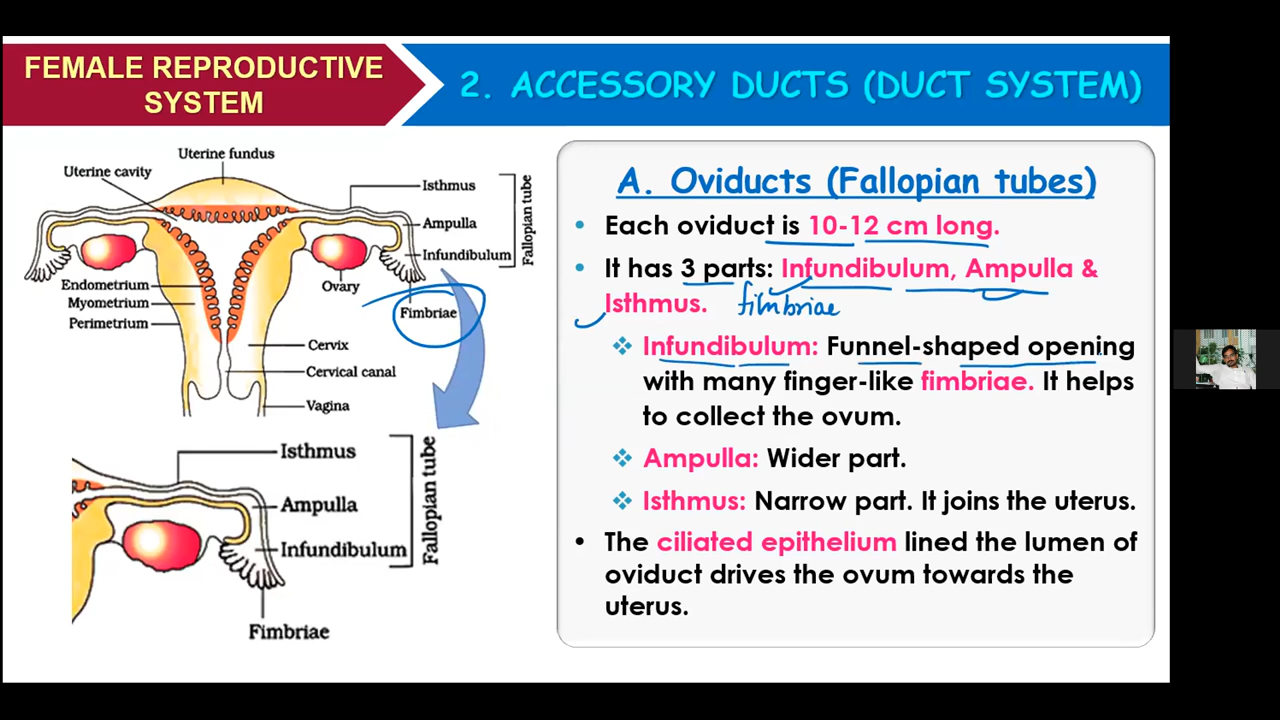 FEMALE REPRODUCTIVE
SYSTEM
2. ACCESSORY DUCTS (DUCT SYSTEM)
Uterine fundus
Uterine cavity
Isthmus
Ampulla
Infundibulum
Fallopian tube
Ovary
Endometrium
Myometrium
Perimetrium
Fimbriae
Cervix
Cervical canal
Vagina
Isthmus
Ampulla
Infundibulum
Fallopian tube
Fimbriae
A. Oviducts (Fallopian tubes)
• Each oviduct is 10-12 cm long.
• It has 3 parts: Infundibulum, Ampulla &
Isthmus. fimbriae
❖ Infundibulum: Funnel-shaped opening
with many finger-like fimbriae. It helps
to collect the ovum.
❖ Ampulla: Wider part.
❖ Isthmus: Narrow part. It joins the uterus.
• The ciliated epithelium lined the lumen of
oviduct drives the ovum towards the
uterus.